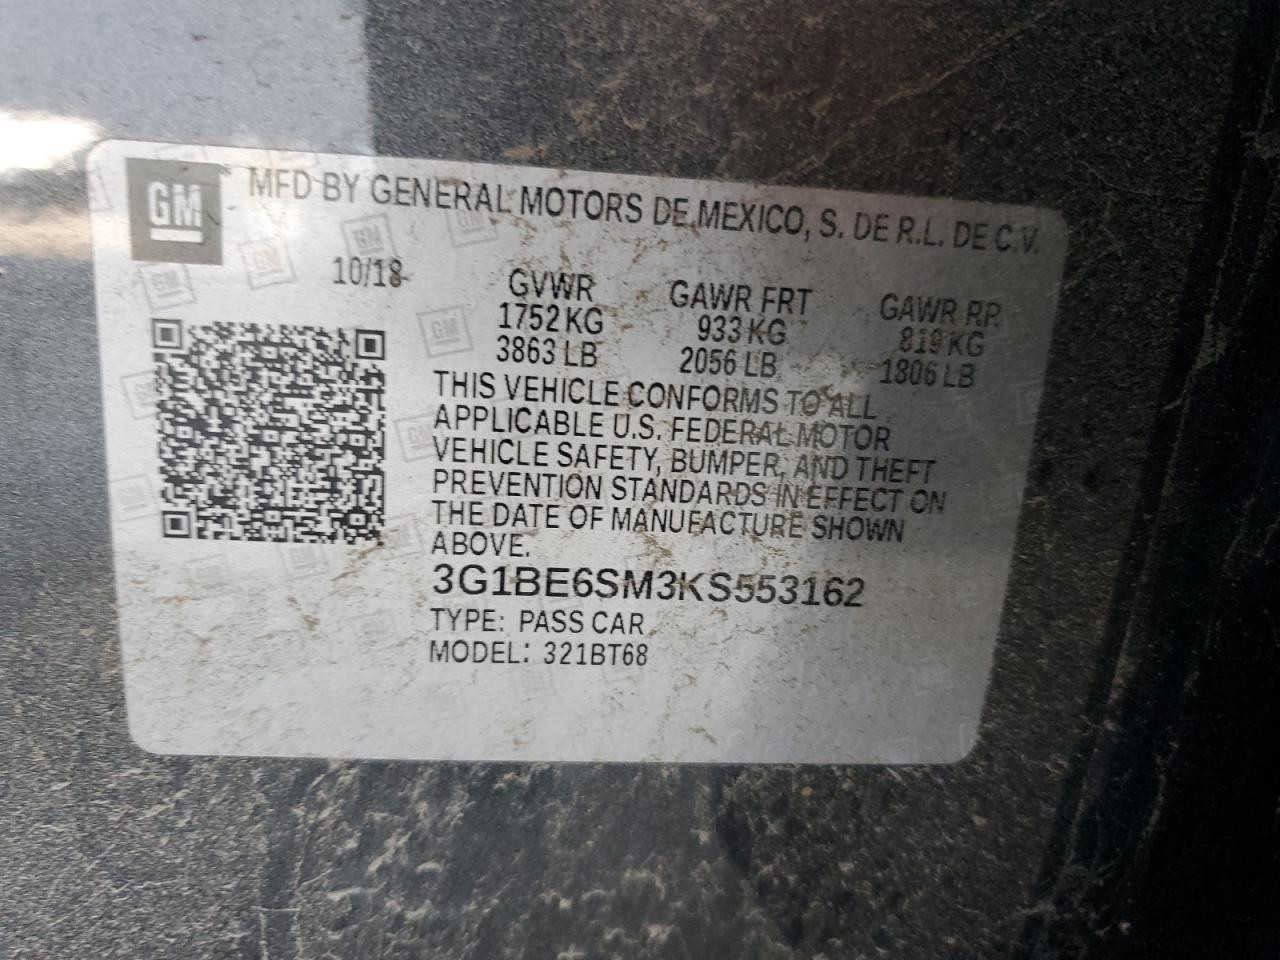 GM MFD BY GENERAL MOTORS DE MEXICO, S. DE R.L. DE C.V.
10/18 GVWR GAWR FRT GAWR RR
1752 KG 933 KG 819 KG
3863 LB 2056 LB 1806 LB
THIS VEHICLE CONFORMS TO ALL
APPLICABLE U.S. FEDERAL MOTOR
VEHICLE SAFETY, BUMPER, AND THEFT
PREVENTION STANDARDS IN EFFECT ON
THE DATE OF MANUFACTURE SHOWN
ABOVE.
3G1BE6SM3KS553162
TYPE: PASS CAR
MODEL: 321BT68